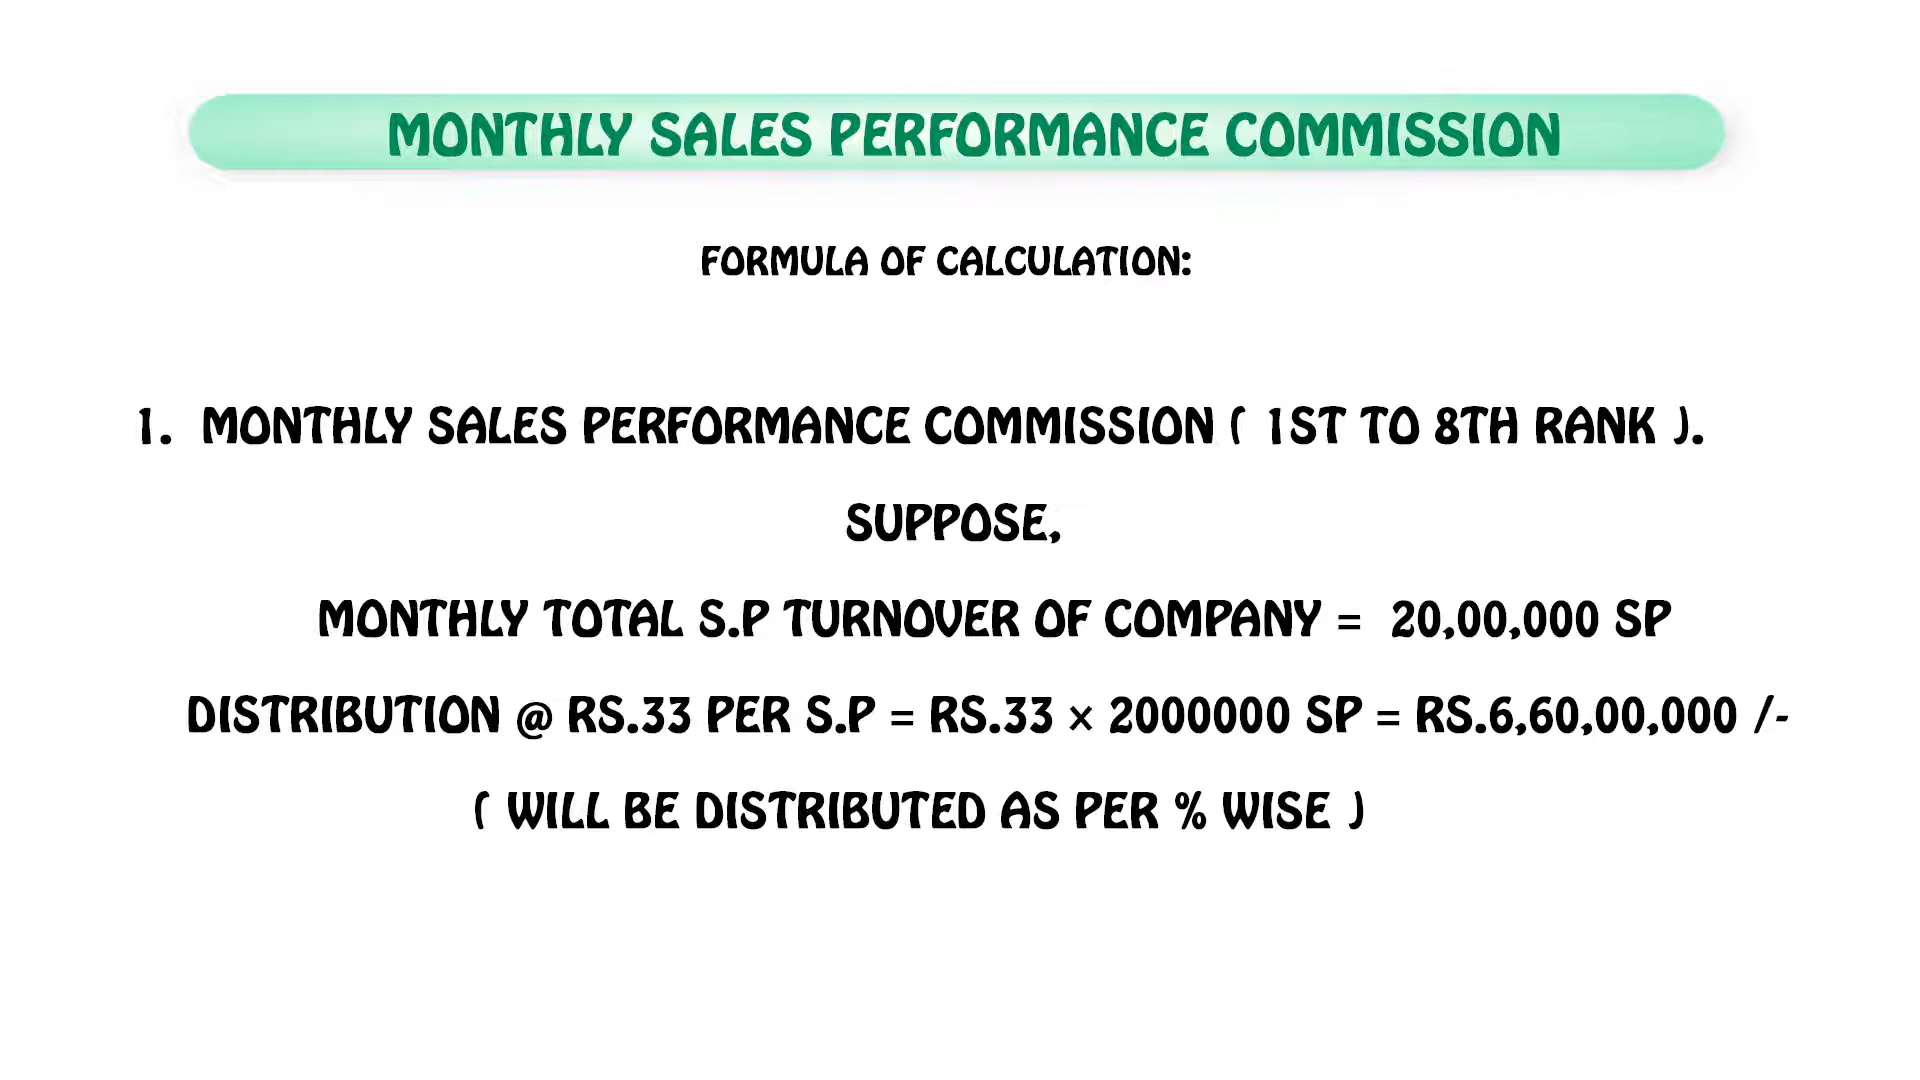 MONTHLY SALES PERFORMANCE COMMISSION
FORMULA OF CALCULATION:
1. MONTHLY SALES PERFORMANCE COMMISSION ( 1ST TO 8TH RANK ).
SUPPOSE,
MONTHLY TOTAL S.P TURNOVER OF COMPANY = 20,00,000 SP
DISTRIBUTION @ RS.33 PER S.P = RS.33 × 2000000 SP = RS.6,60,00,000 /-
( WILL BE DISTRIBUTED AS PER % WISE )